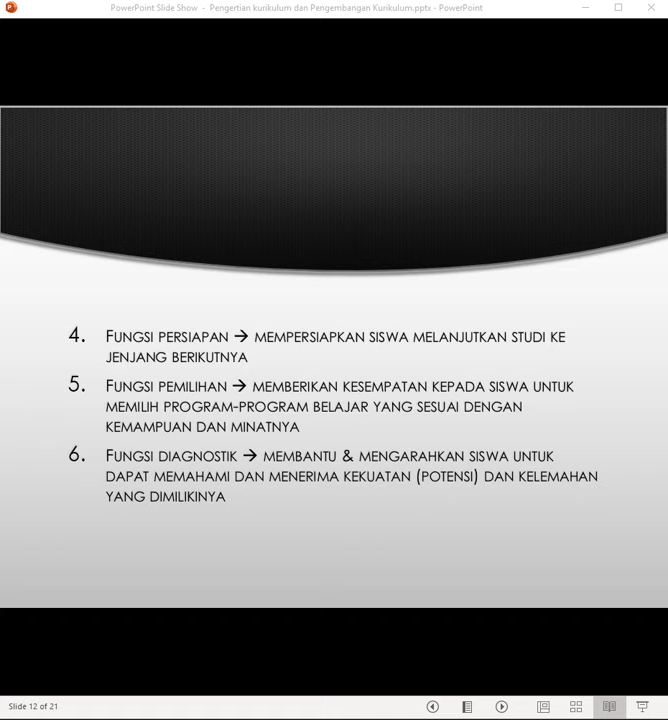 PowerPoint Slide Show - Pengertian kurikulum dan Pengembangan Kurikulum.pptx - PowerPoint
4. Fungsi persiapan → mempersiapkan siswa melanjutkan studi ke
jenjang berikutnya
5. Fungsi pemilihan → memberikan kesempatan kepada siswa untuk
memilih program-program belajar yang sesuai dengan
kemampuan dan minatnya
6. Fungsi diagnostik → membantu & mengarahkan siswa untuk
dapat memahami dan menerima kekuatan (potensi) dan kelemahan
yang dimilikinya
Slide 12 of 21